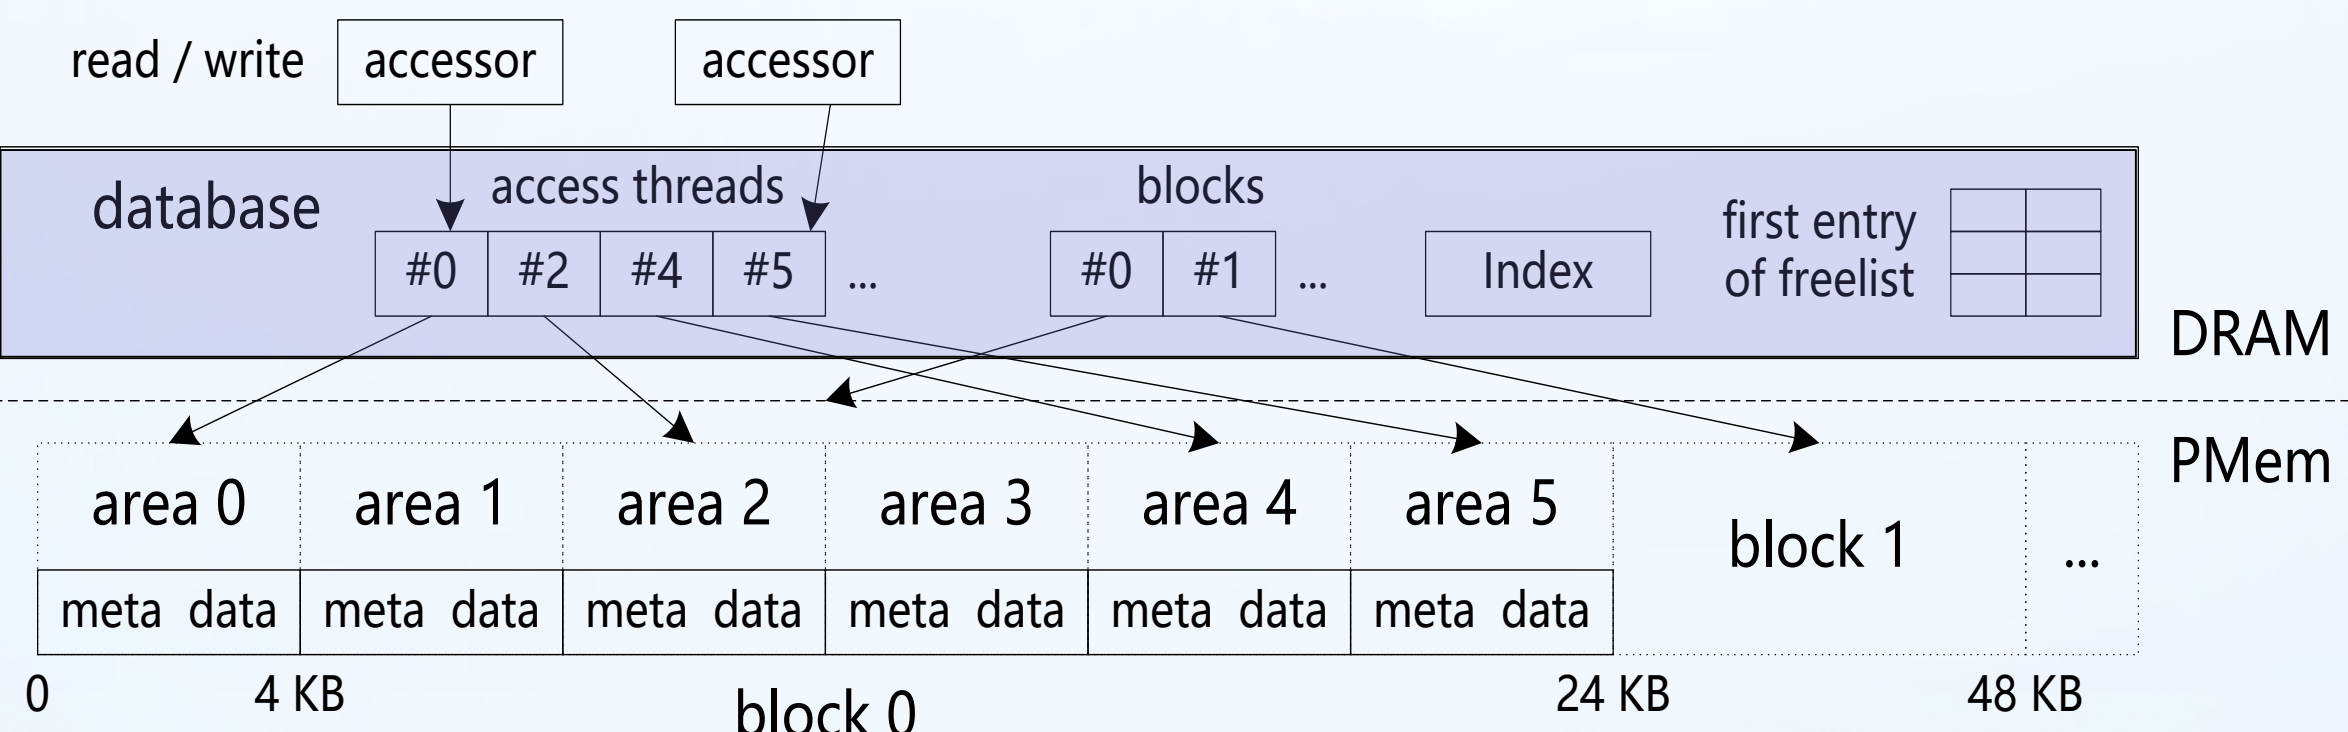 read / write accessor accessor
database access threads blocks
#0 #2 #4 #5 ... #0 #1 ... Index
first entry
of freelist
DRAM
PMem
area 0 area 1 area 2 area 3 area 4 area 5 block 1 ...
meta data meta data meta data meta data meta data meta data
0 4 KB 24 KB 48 KB
block 0